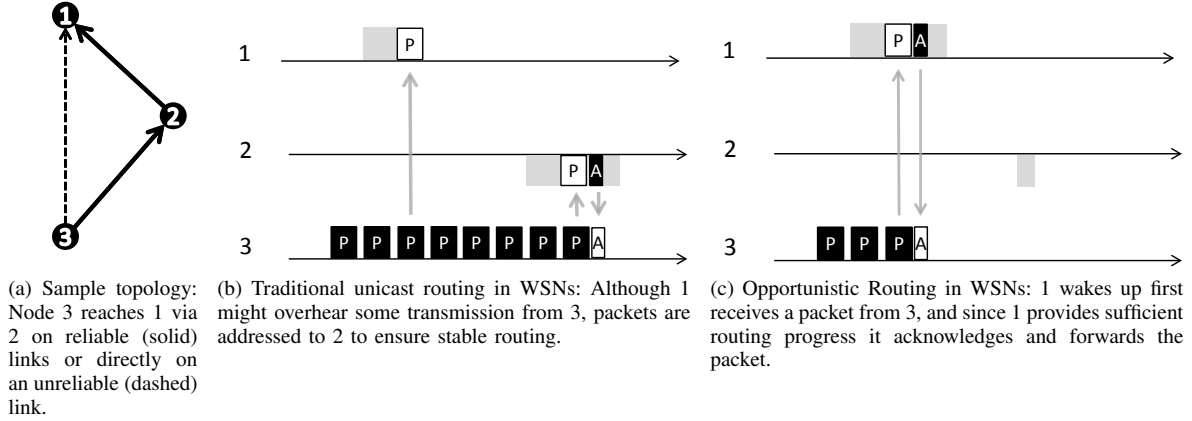 1
2
3
(a) Sample topology:
Node 3 reaches 1 via
2 on reliable (solid)
links or directly on
an unreliable (dashed)
link.
1
P
2
P A
3
P P P P P P P P A
(b) Traditional unicast routing in WSNs: Although 1
might overhear some transmission from 3, packets are
addressed to 2 to ensure stable routing.
1
P A
2
3
P P P A
(c) Opportunistic Routing in WSNs: 1 wakes up first
receives a packet from 3, and since 1 provides sufficient
routing progress it acknowledges and forwards the
packet.